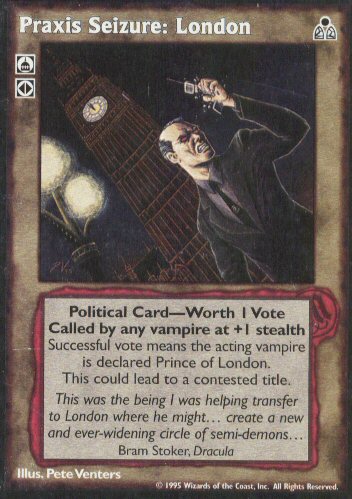 Praxis Seizure: London
Political Card—Worth 1 Vote
Called by any vampire at +1 stealth
Successful vote means the acting vampire
is declared Prince of London.
This could lead to a contested title.
This was the being I was helping transfer
to London where he might... create a new
and ever-widening circle of semi-demons...
Bram Stoker, Dracula
Illus. Pete Venters
© 1995 Wizards of the Coast, Inc. All Rights Reserved.